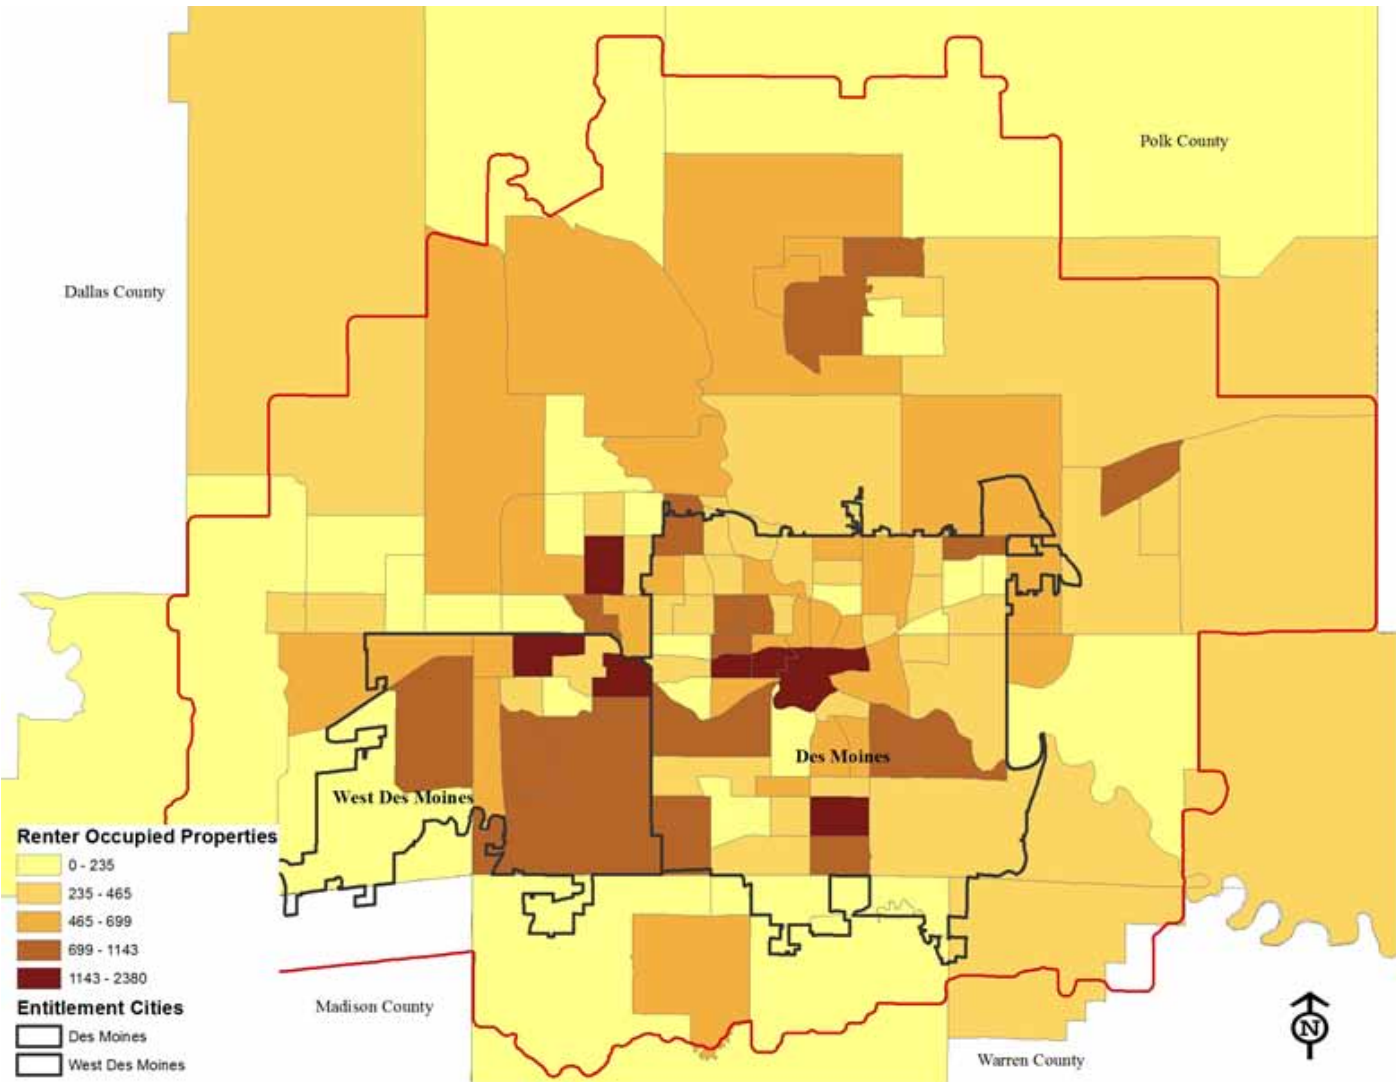 Polk County
Dallas County
Des Moines
West Des Moines
Renter Occupied Properties
0 - 235
235 - 465
465 - 699
699 - 1143
1143 - 2380
Entitlement Cities
Des Moines
West Des Moines
Madison County
Warren County
N